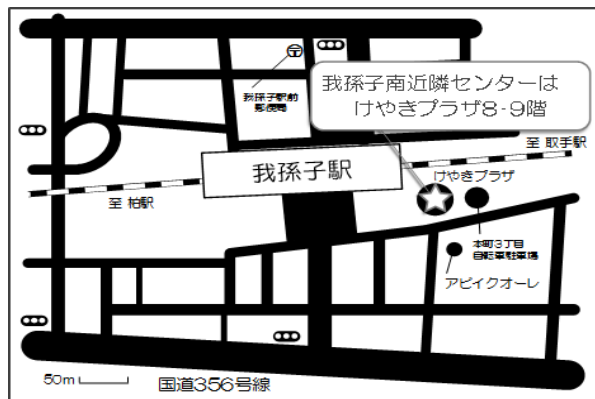 我孫子駅前
郵便局
我孫子南近隣センターは
けやきプラザ8-9階
至 取手駅
我孫子駅
けやきプラザ
至 柏駅
本町3丁目
自転車駐車場
アビイクオーレ
50m
国道356号線